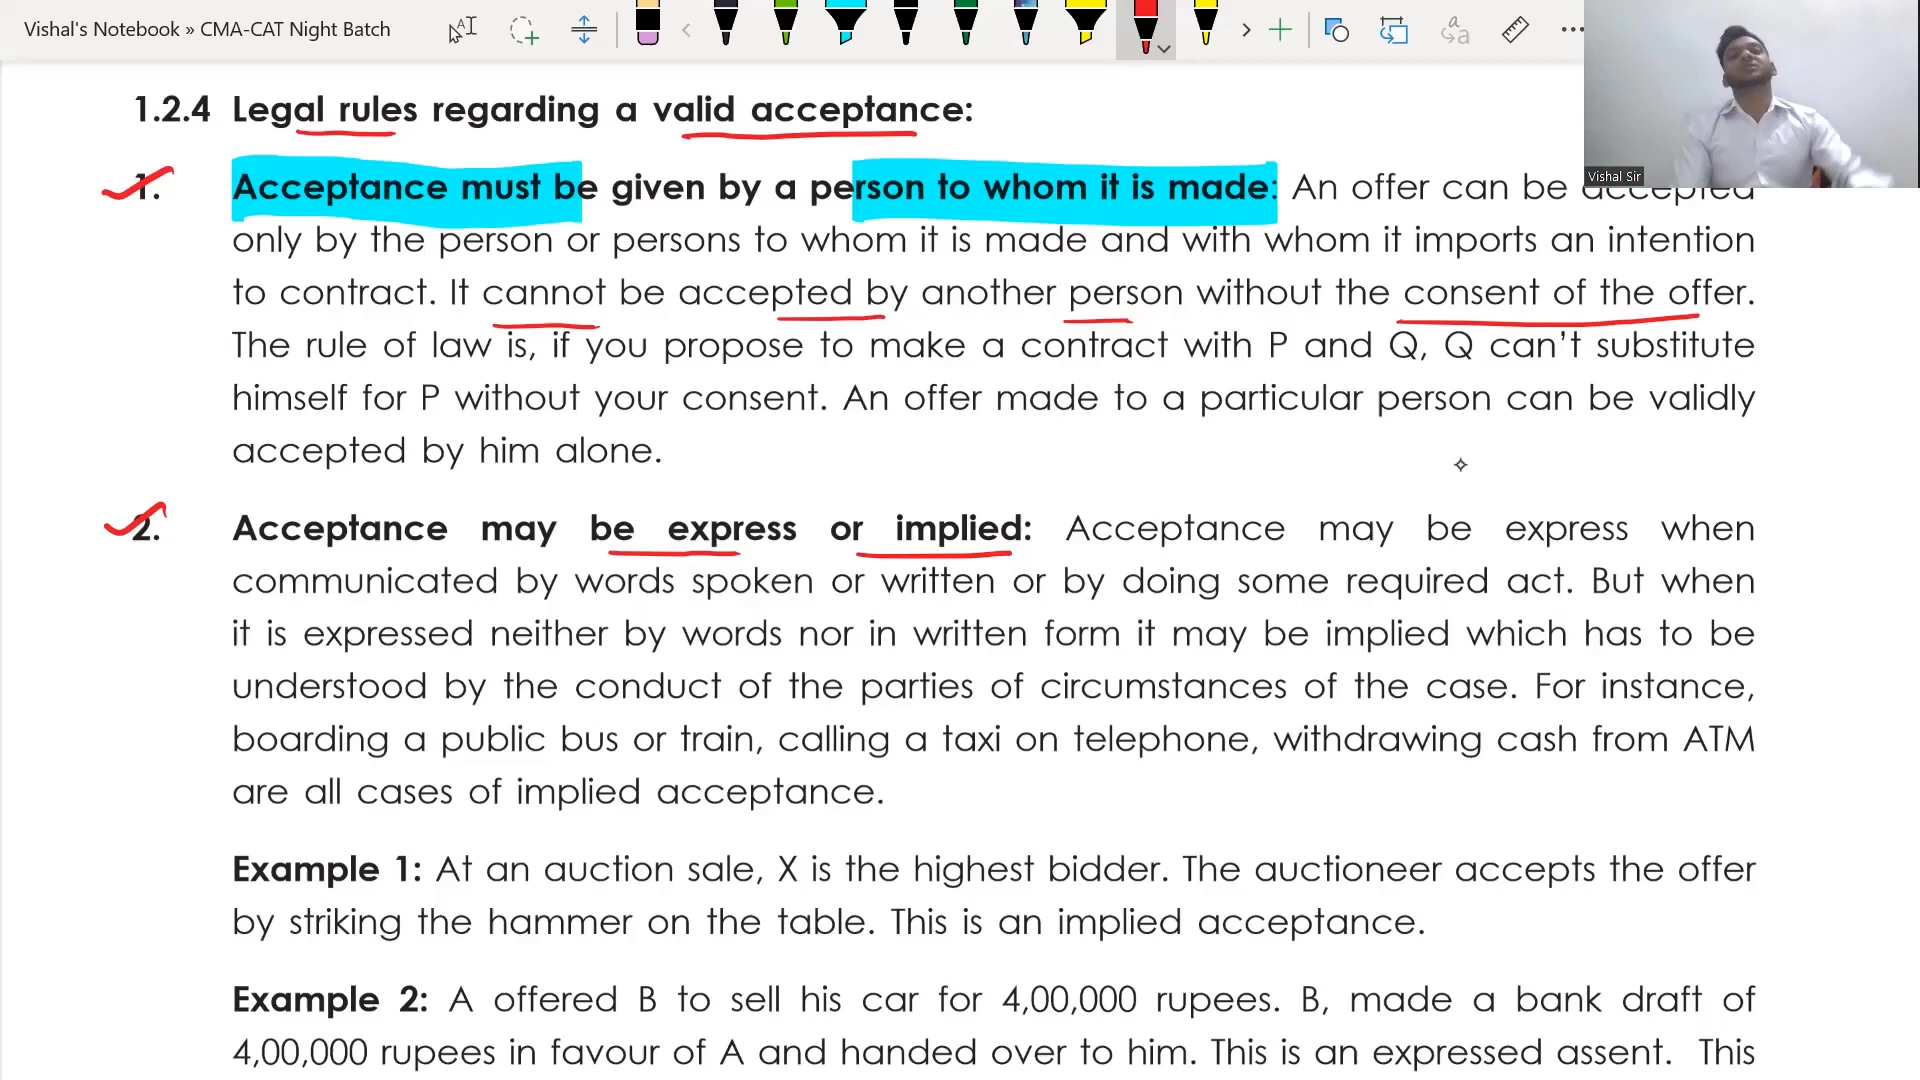 Vishal's Notebook » CMA-CAT Night Batch
Vishal Sir
1.2.4 Legal rules regarding a valid acceptance:
1. Acceptance must be given by a person to whom it is made: An offer can be accepted
only by the person or persons to whom it is made and with whom it imports an intention
to contract. It cannot be accepted by another person without the consent of the offer.
The rule of law is, if you propose to make a contract with P and Q, Q can't substitute
himself for P without your consent. An offer made to a particular person can be validly
accepted by him alone.
2. Acceptance may be express or implied: Acceptance may be express when
communicated by words spoken or written or by doing some required act. But when
it is expressed neither by words nor in written form it may be implied which has to be
understood by the conduct of the parties of circumstances of the case. For instance,
boarding a public bus or train, calling a taxi on telephone, withdrawing cash from ATM
are all cases of implied acceptance.
Example 1: At an auction sale, X is the highest bidder. The auctioneer accepts the offer
by striking the hammer on the table. This is an implied acceptance.
Example 2: A offered B to sell his car for 4,00,000 rupees. B, made a bank draft of
4,00,000 rupees in favour of A and handed over to him. This is an expressed assent. This